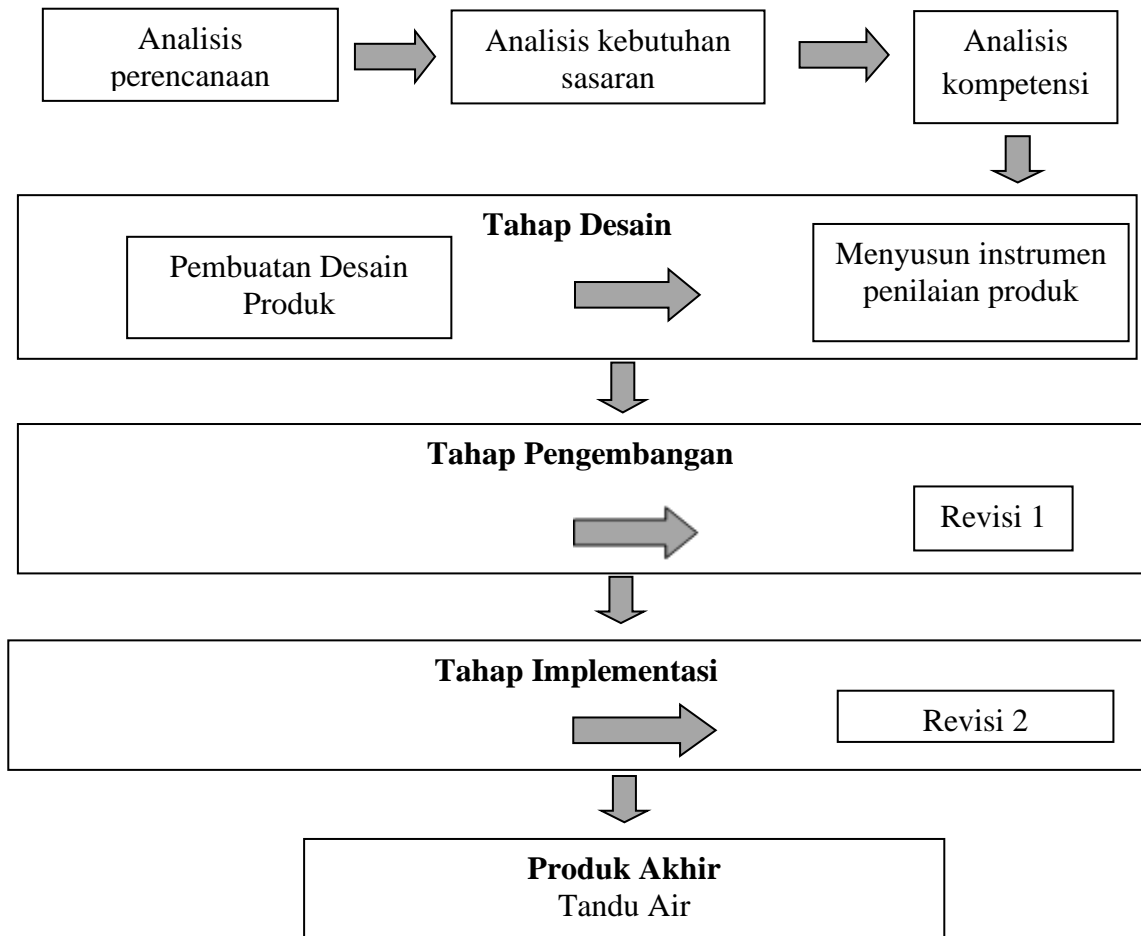 Analisis
perencanaan
Analisis kebutuhan
sasaran
Analisis
kompetensi
Tahap Desain
Pembuatan Desain
Produk
Menyusun instrumen
penilaian produk
Tahap Pengembangan
Revisi 1
Tahap Implementasi
Revisi 2
Produk Akhir
Tandu Air